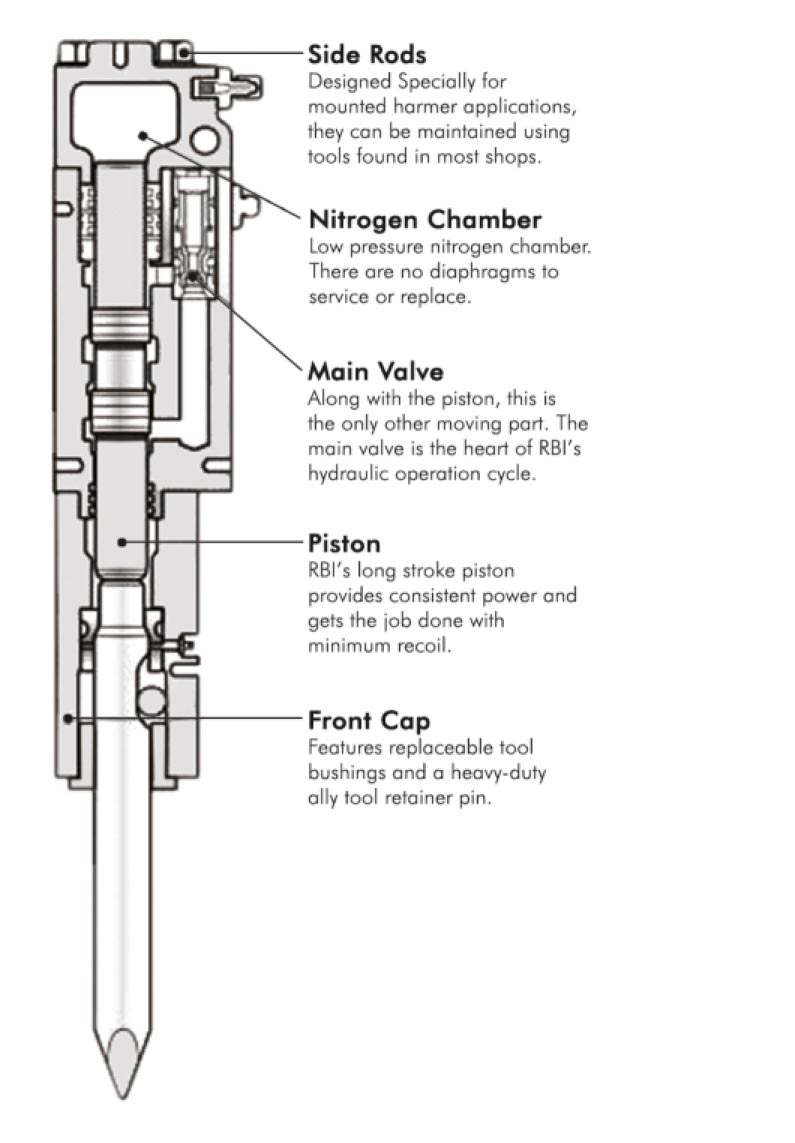 Side Rods
Designed Specially for
mounted harmer applications,
they can be maintained using
tools found in most shops.
Nitrogen Chamber
Low pressure nitrogen chamber.
There are no diaphragms to
service or replace.
Main Valve
Along with the piston, this is
the only other moving part. The
main valve is the heart of RBI's
hydraulic operation cycle.
Piston
RBI's long stroke piston
provides consistent power and
gets the job done with
minimum recoil.
Front Cap
Features replaceable tool
bushings and a heavy-duty
ally tool retainer pin.